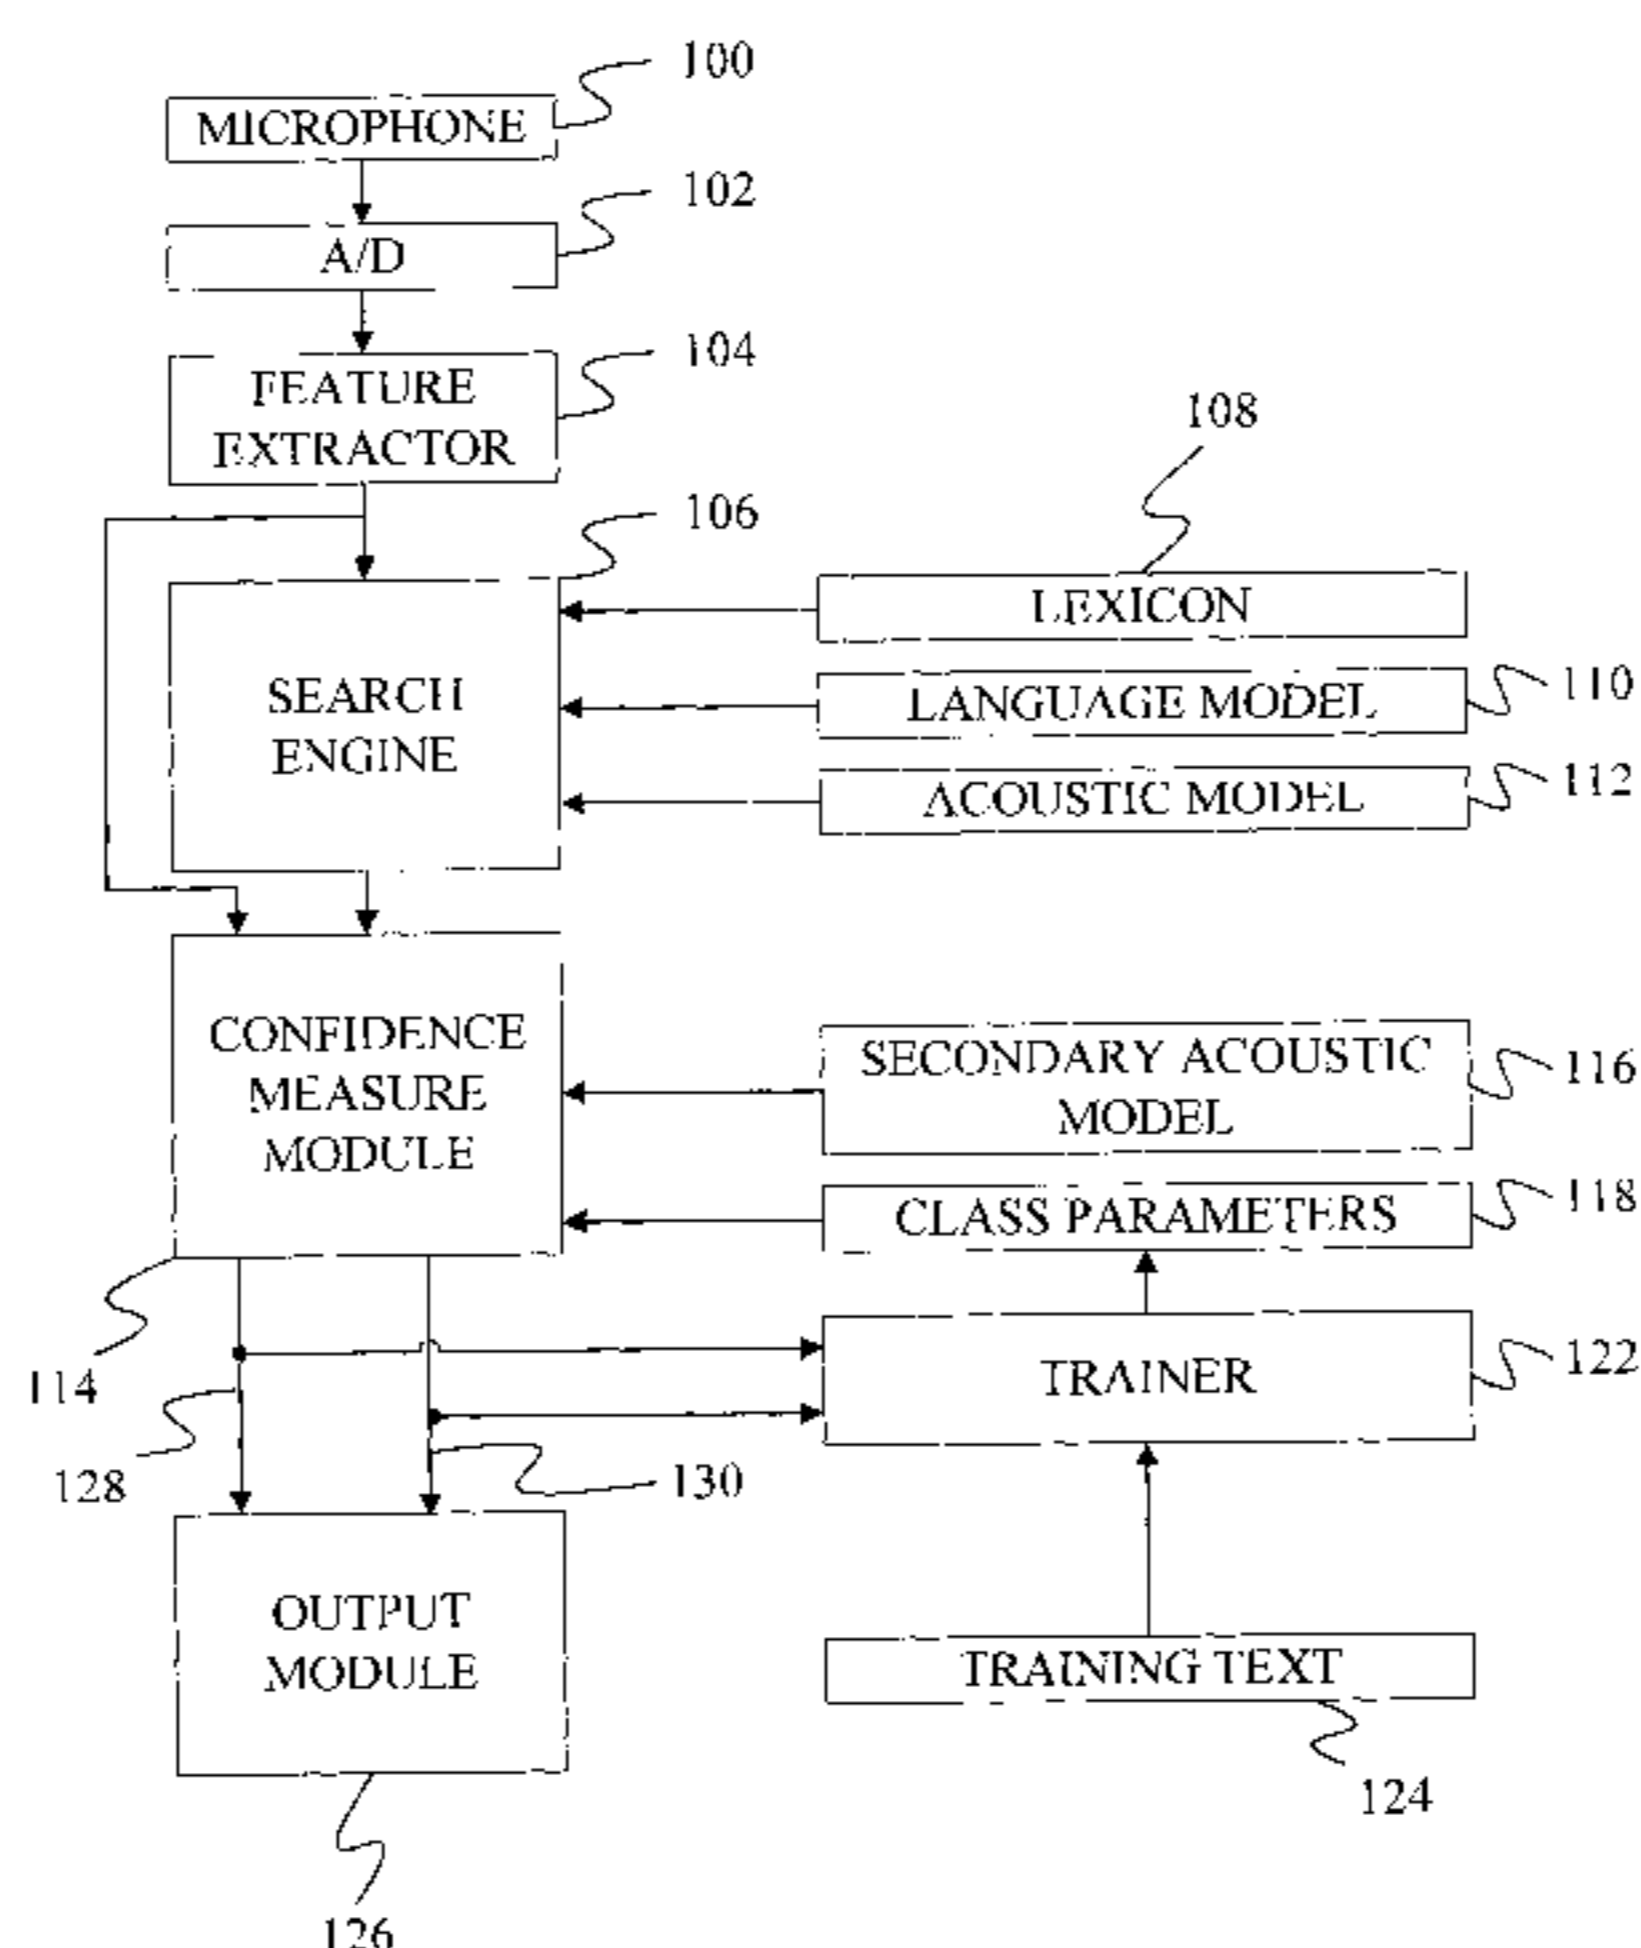 100
MICROPHONE
102
A/D
104
FEATURE
EXTRACTOR
108
106
LEXICON
110
LANGUAGE MODEL
SEARCH
ENGINE
112
ACOUSTIC MODEL
CONFIDENCE
MEASURE
MODULE
SECONDARY ACOUSTIC
MODEL
116
118
CLASS PARAMETERS
122
TRAINER
114
128
130
OUTPUT
MODULE
TRAINING TEXT
124
126